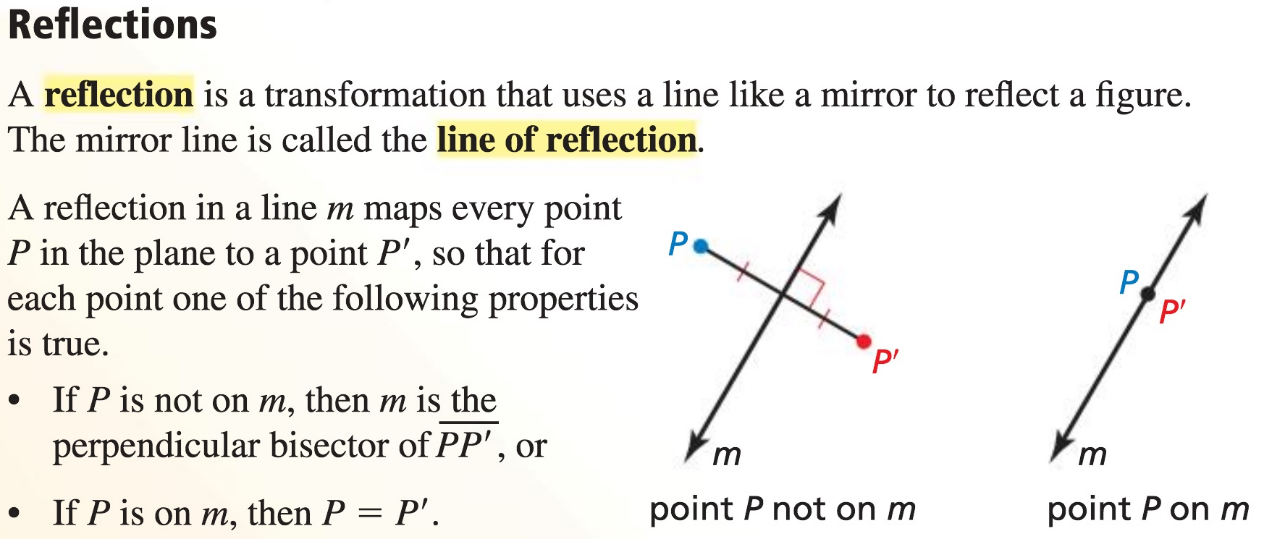 Reflections
A reflection is a transformation that uses a line like a mirror to reflect a figure.
The mirror line is called the line of reflection.
A reflection in a line m maps every point
P in the plane to a point P′, so that for
each point one of the following properties
is true.
• If P is not on m, then m is the
perpendicular bisector of P̅P̅′̅, or
• If P is on m, then P = P′.
P
P′
m
point P not on m
P
P′
m
point P on m